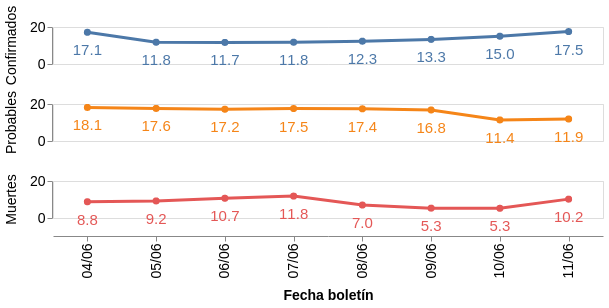 Confirmados
20
0
17.1 11.8 11.7 11.8 12.3 13.3 15.0 17.5
Probables
20
0
18.1 17.6 17.2 17.5 17.4 16.8 11.4 11.9
Muertes
20
0
8.8 9.2 10.7 11.8 7.0 5.3 5.3 10.2
04/06 05/06 06/06 07/06 08/06 09/06 10/06 11/06
Fecha boletín